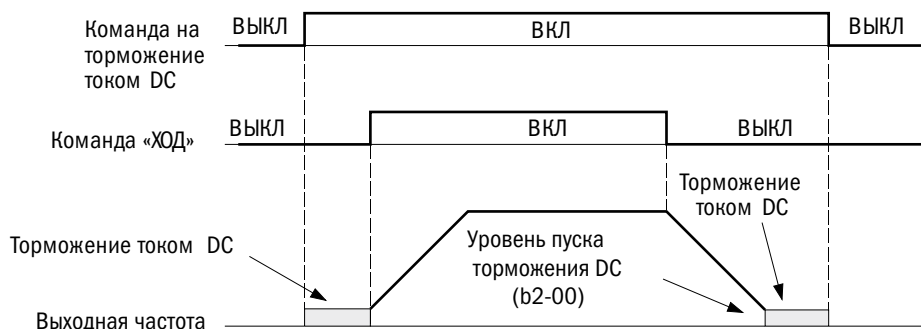 Команда на
торможение
током DC
ВЫКЛ
ВКЛ
ВЫКЛ
Команда «ХОД»
ВЫКЛ
ВКЛ
ВЫКЛ
Торможение
током DC
Торможение током DC
Уровень пуска
торможения DC
(b2-00)
Выходная частота